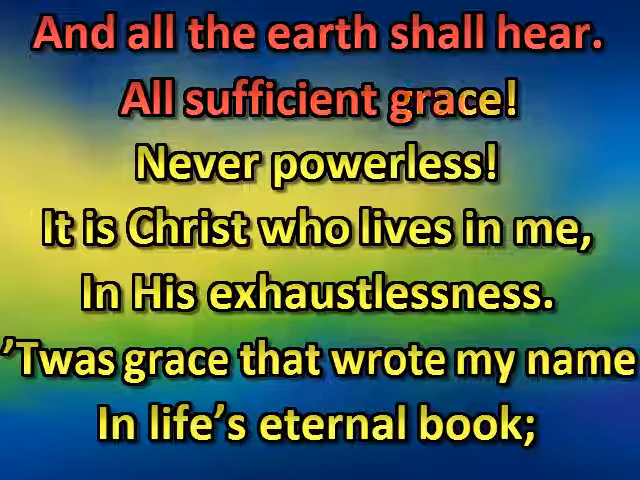 And all the earth shall hear.
All sufficient grace!
Never powerless!
It is Christ who lives in me,
In His exhaustlessness.
’Twas grace that wrote my name
In life’s eternal book;